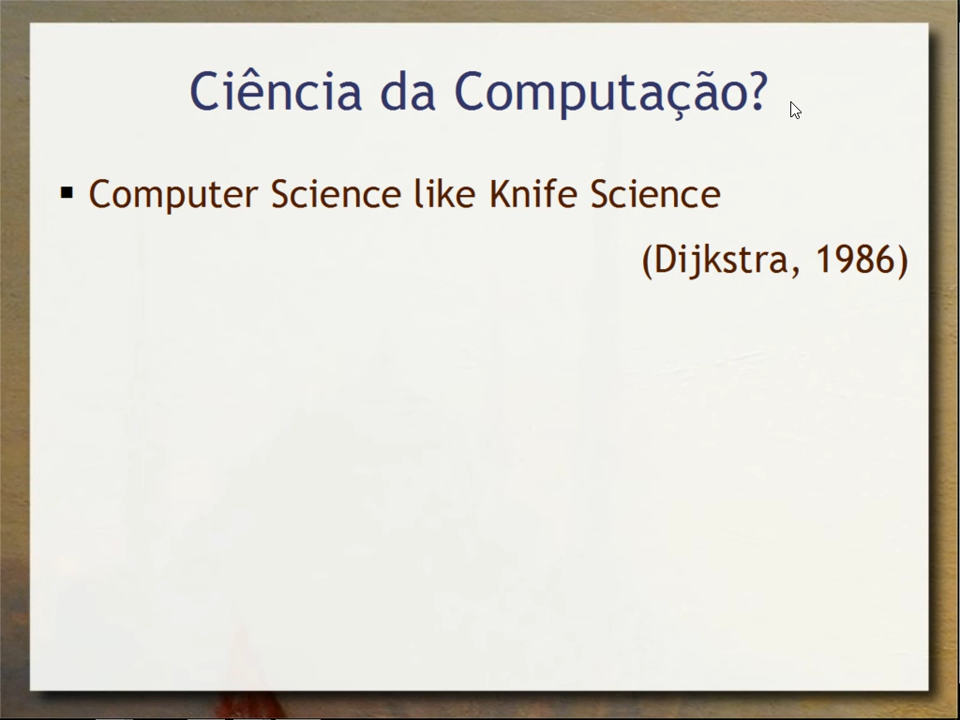 Ciência da Computação?
▪ Computer Science like Knife Science
(Dijkstra, 1986)